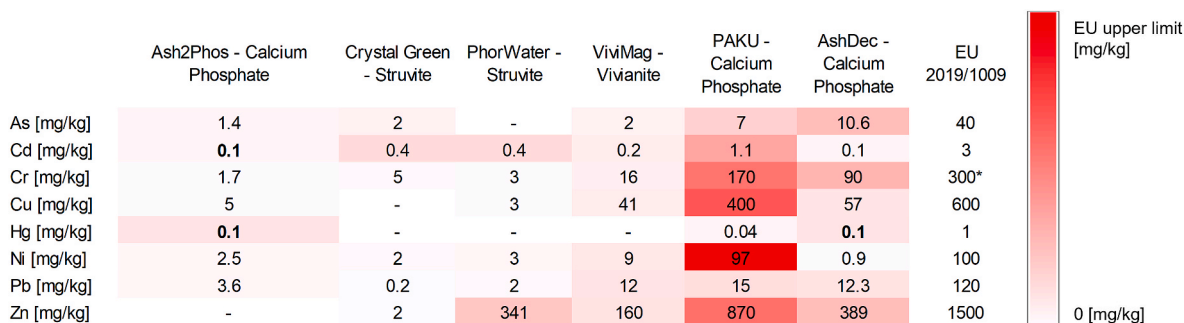 Ash2Phos - Calcium Phosphate Crystal Green - Struvite PhorWater - Struvite ViviMag - Vivianite PAKU - Calcium Phosphate AshDec - Calcium Phosphate EU 2019/1009
As [mg/kg] 1.4 2 - 2 7 10.6 40
Cd [mg/kg] 0.1 0.4 0.4 0.2 1.1 0.1 3
Cr [mg/kg] 1.7 5 3 16 170 90 300*
Cu [mg/kg] 5 - 3 41 400 57 600
Hg [mg/kg] 0.1 - - - 0.04 0.1 1
Ni [mg/kg] 2.5 2 3 9 97 0.9 100
Pb [mg/kg] 3.6 0.2 2 12 15 12.3 120
Zn [mg/kg] - 2 341 160 870 389 1500
EU upper limit
[mg/kg]
0 [mg/kg]